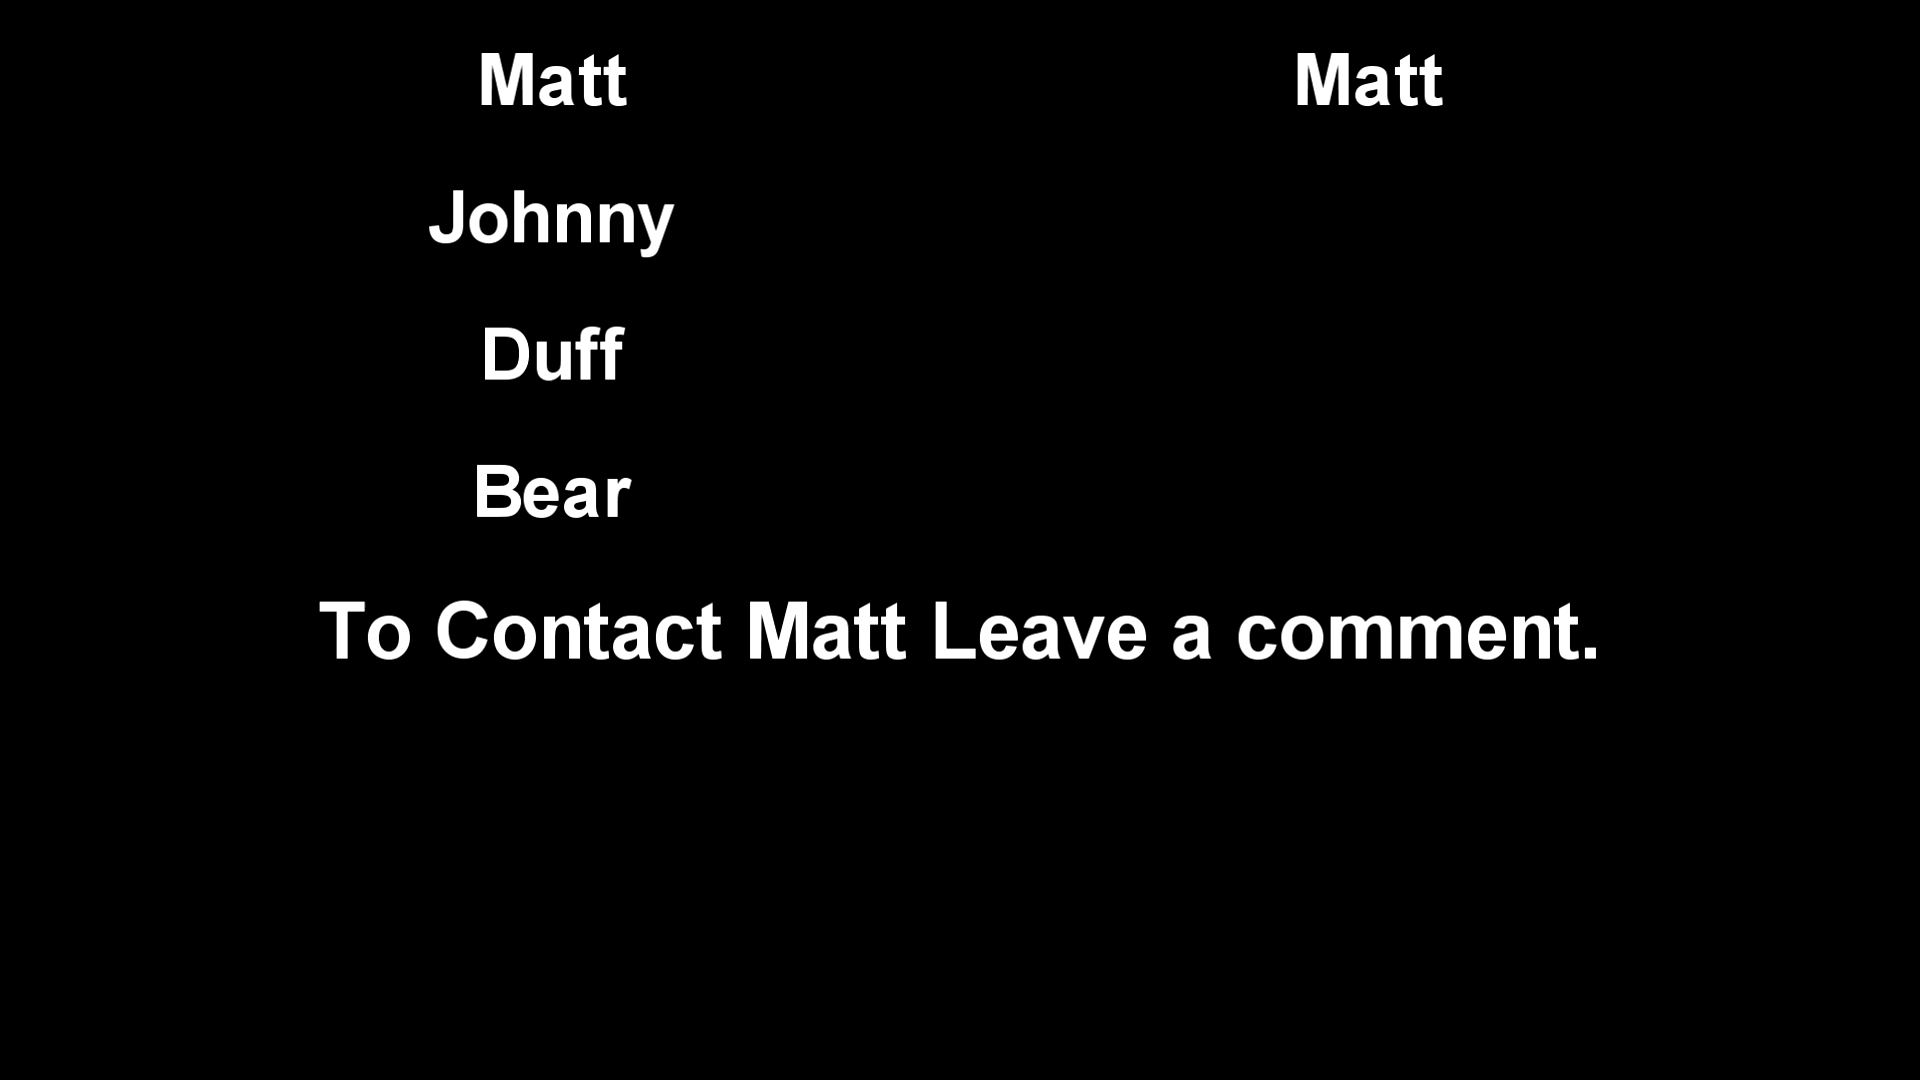 Matt Matt
Johnny
Duff
Bear
To Contact Matt Leave a comment.